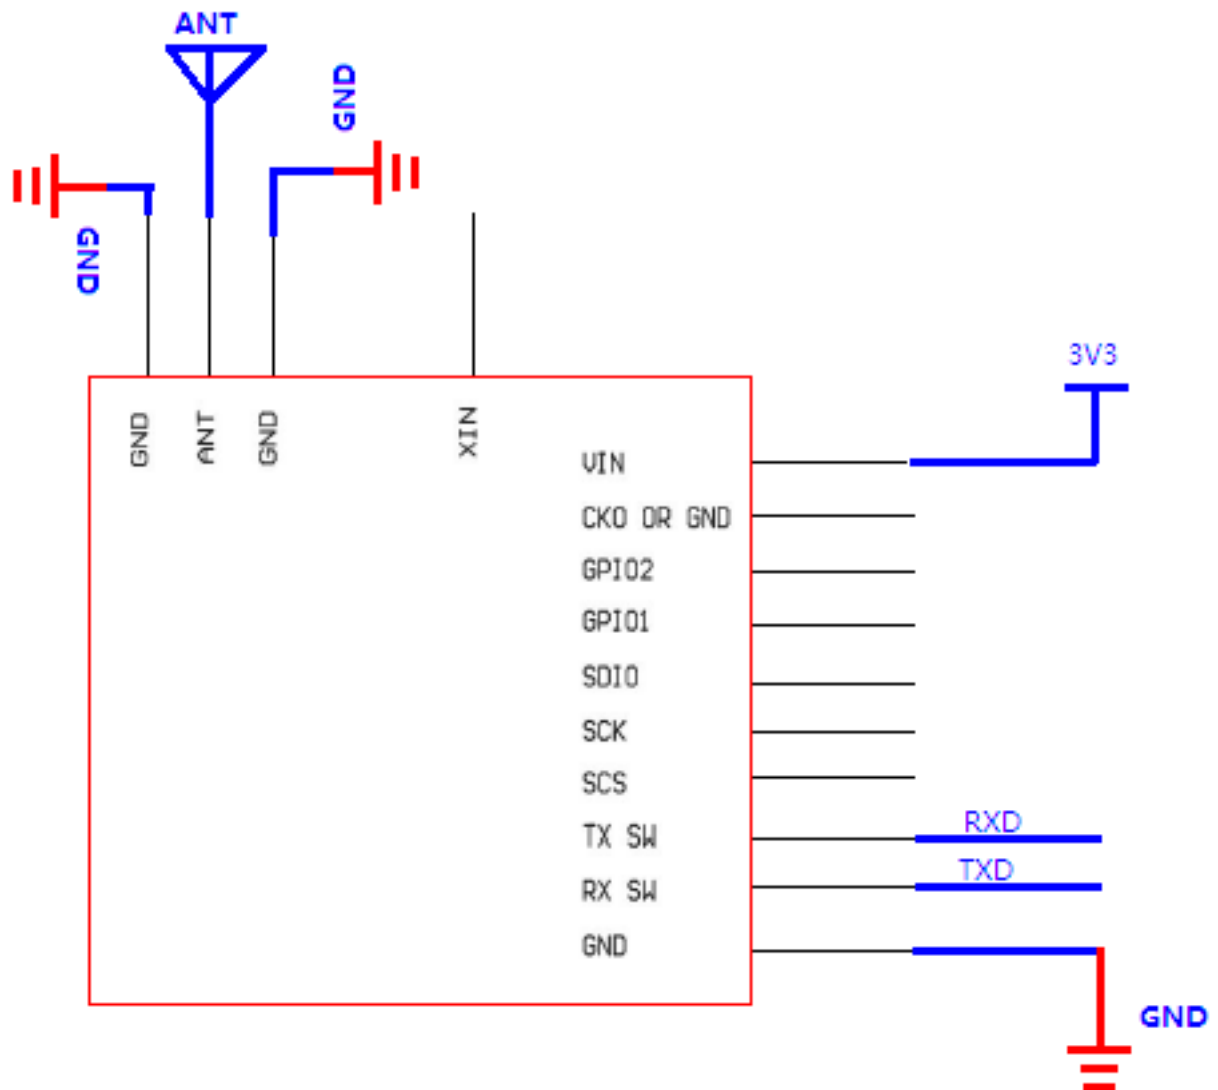 ANT
GND
GND
GND
ANT
GND
XIN
3V3
VIN
CKO OR GND
GPIO2
GPIO1
SDIO
SCK
SCS
TX SW
RXD
RX SW
TXD
GND
GND